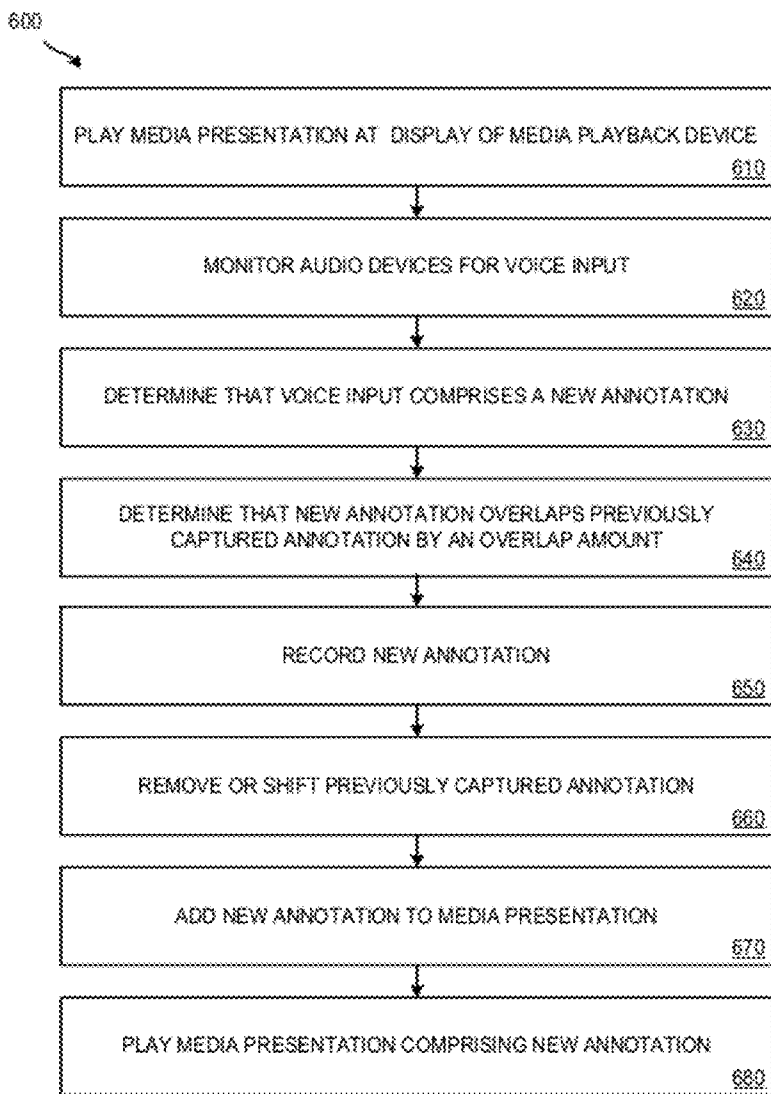 600
PLAY MEDIA PRESENTATION AT DISPLAY OF MEDIA PLAYBACK DEVICE
610
MONITOR AUDIO DEVICES FOR VOICE INPUT
620
DETERMINE THAT VOICE INPUT COMPRISES A NEW ANNOTATION
630
DETERMINE THAT NEW ANNOTATION OVERLAPS PREVIOUSLY
CAPTURED ANNOTATION BY AN OVERLAP AMOUNT
640
RECORD NEW ANNOTATION
650
REMOVE OR SHIFT PREVIOUSLY CAPTURED ANNOTATION
660
ADD NEW ANNOTATION TO MEDIA PRESENTATION
670
PLAY MEDIA PRESENTATION COMPRISING NEW ANNOTATION
680